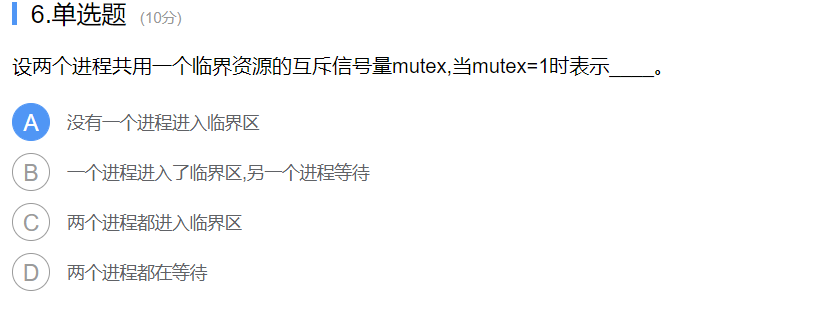 6.单选题 (10分)
设两个进程共用一个临界资源的互斥信号量mutex,当mutex=1时表示____。
A 没有一个进程进入临界区
B 一个进程进入了临界区,另一个进程等待
C 两个进程都进入临界区
D 两个进程都在等待